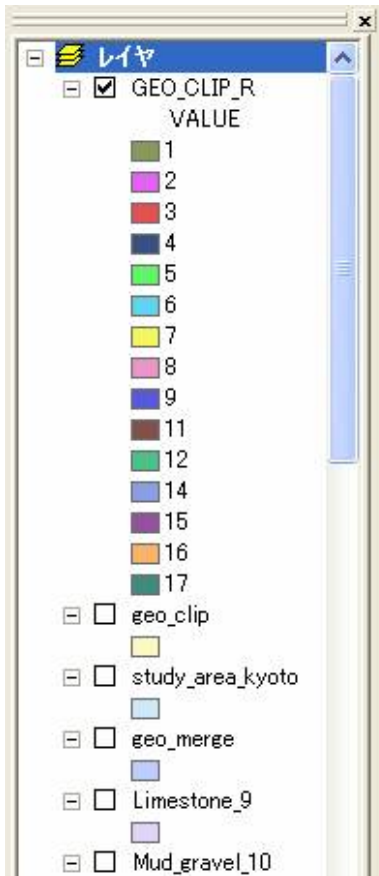 レイヤ
GEO_CLIP_R
VALUE
1
2
3
4
5
6
7
8
9
11
12
14
15
16
17
geo_clip
study_area_kyoto
geo_merge
Limestone_9
Mud_gravel_10